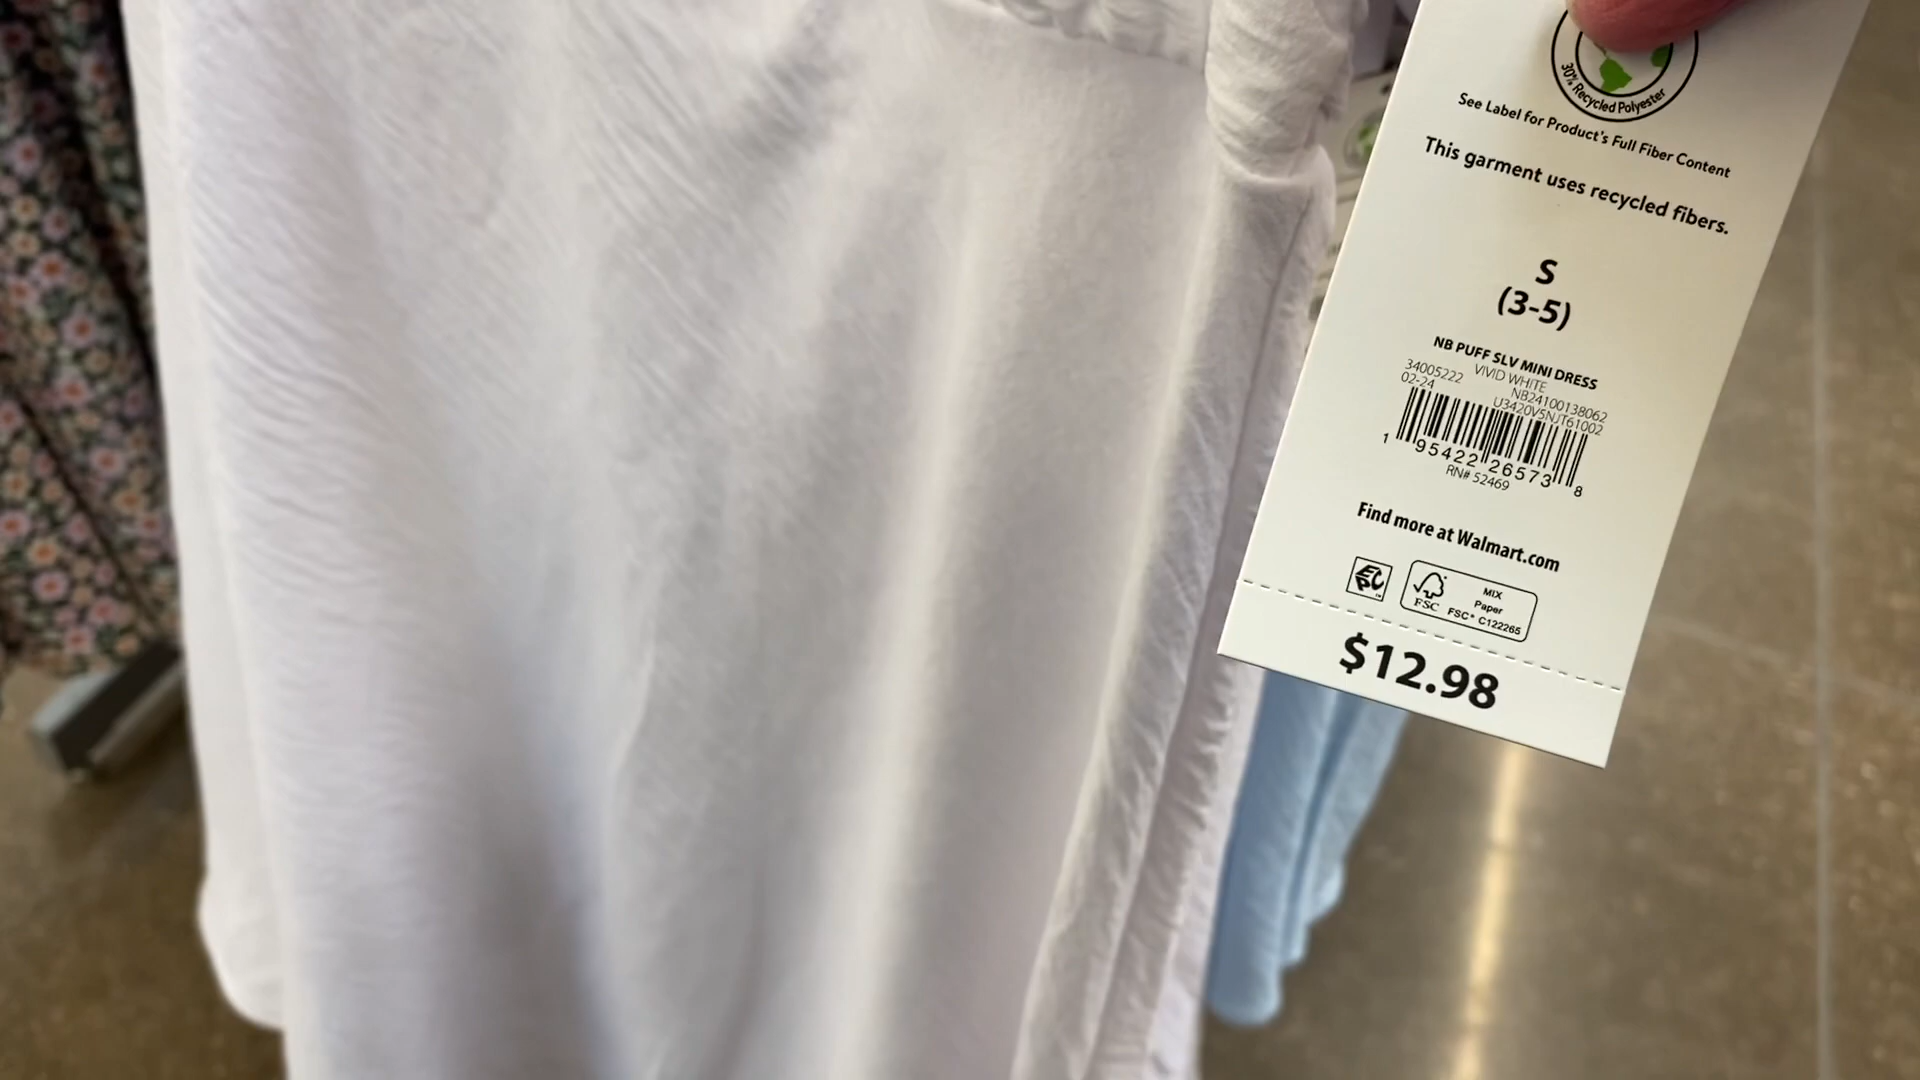 30% Recycled Polyester
See Label for Product's Full Fiber Content
This garment uses recycled fibers.
S
(3-5)
NB PUFF SLV MINI DRESS
34005222 VIVID WHITE
02-24 NB24100138062
U3420V5NJT61002
1 95422 26573 8
RN# 52469
Find more at Walmart.com
EPC
FSC
MIX
Paper
FSC® C122265
$12.98